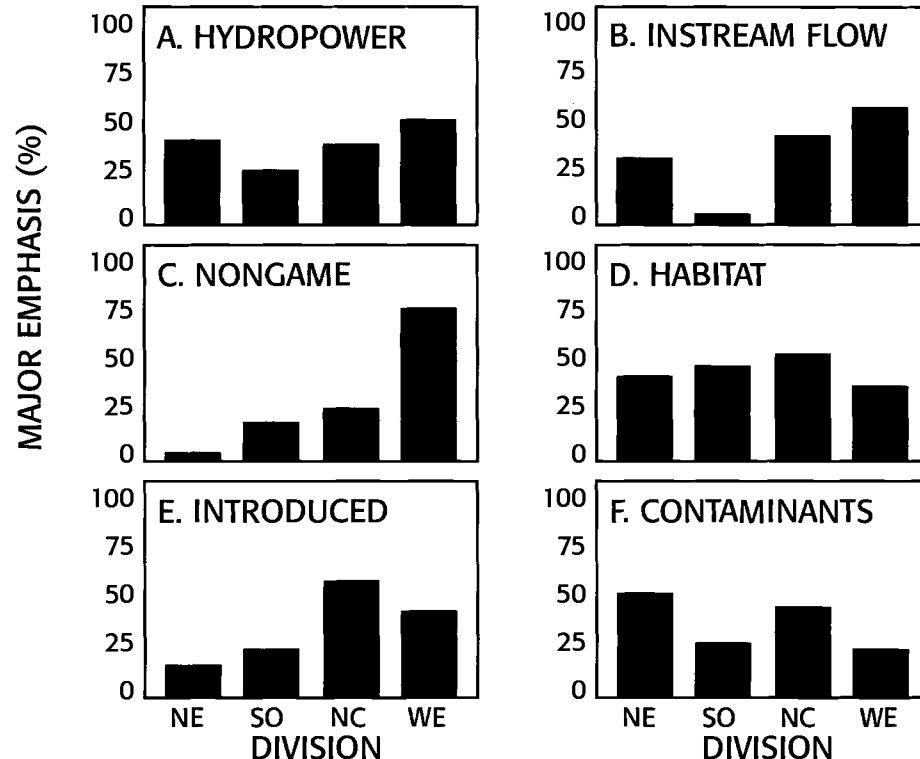 MAJOR EMPHASIS (%)
A. HYDROPOWER
100
75
50
25
0
B. INSTREAM FLOW
100
75
50
25
0
C. NONGAME
100
75
50
25
0
D. HABITAT
100
75
50
25
0
E. INTRODUCED
100
75
50
25
0
NE SO NC WE
DIVISION
F. CONTAMINANTS
100
75
50
25
0
NE SO NC WE
DIVISION